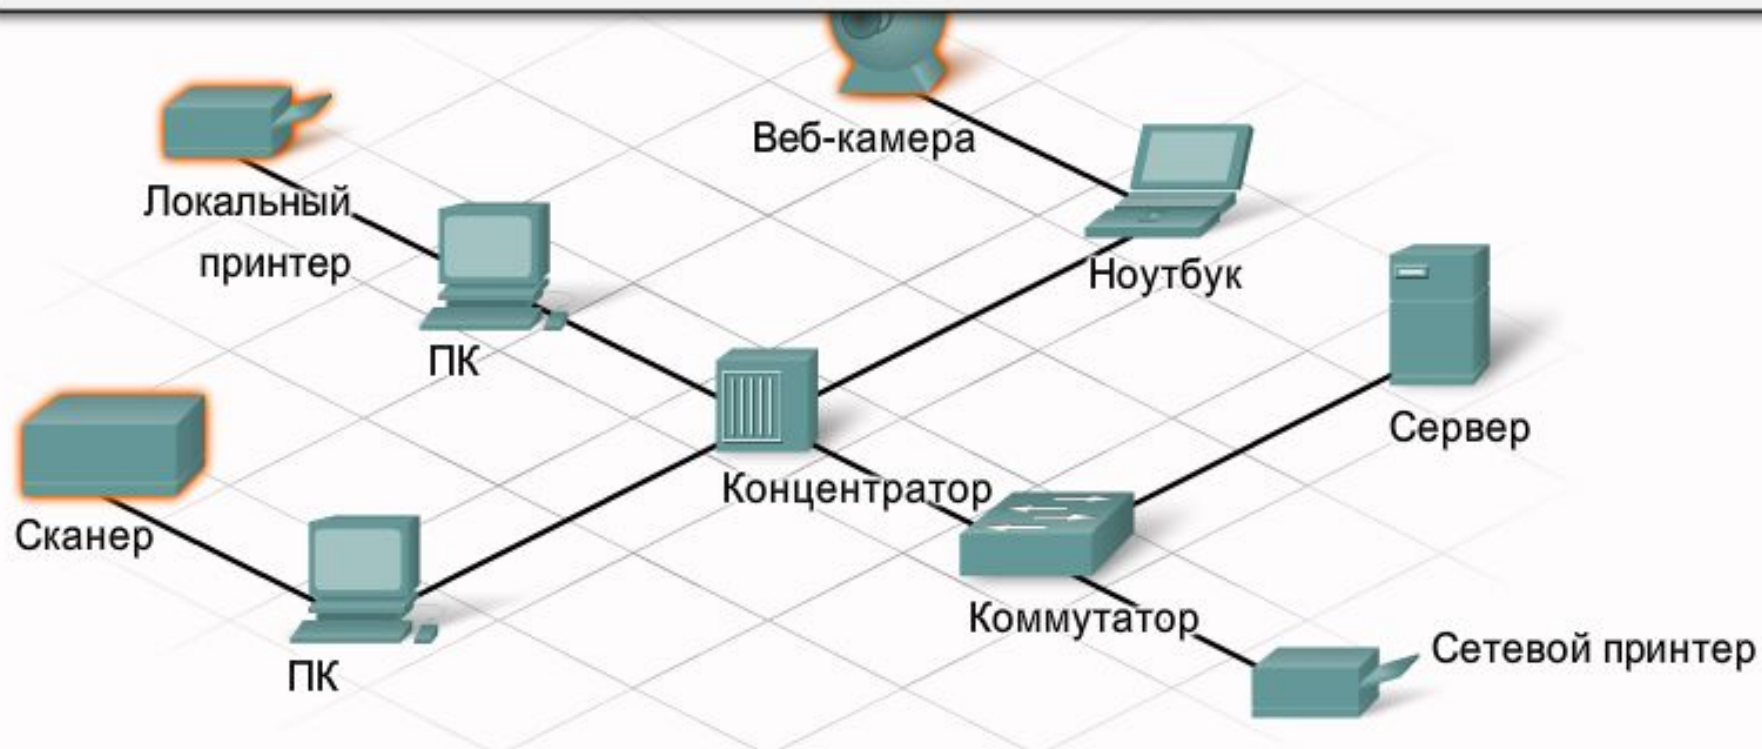 Веб-камера
Локальный
принтер
Ноутбук
ПК
Сервер
Концентратор
Сканер
Коммутатор
Сетевой принтер
ПК